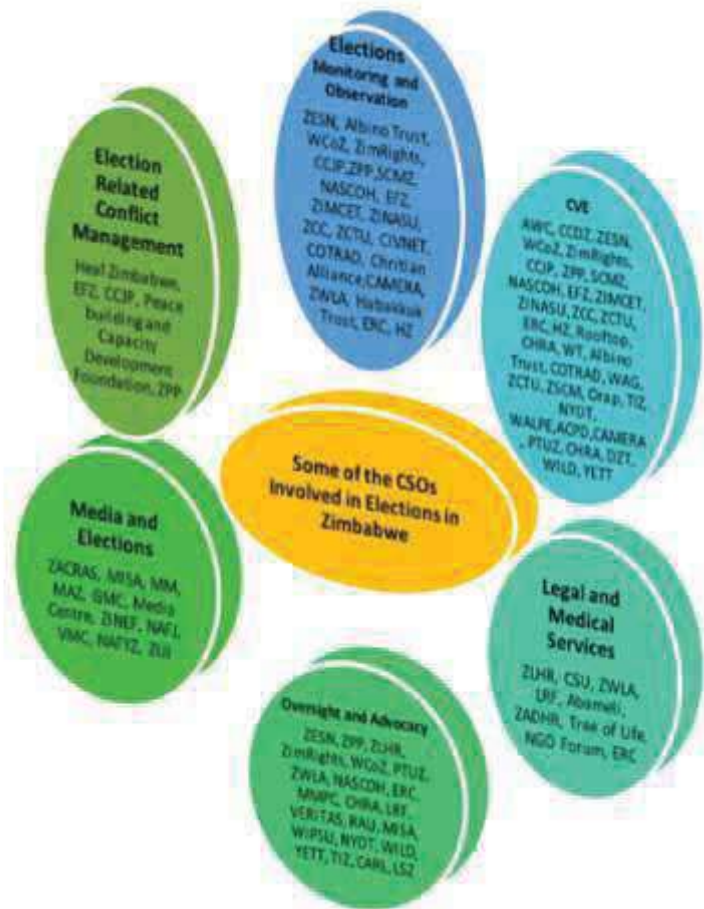 Elections
Monitoring and
Observation
ZESN, Albino Trust,
WCoZ, ZimRights,
CCJP,ZPP,SCMZ,
NASCOH, EFZ,
ZIMCET, ZINASU,
ZCC, ZCTU, CIVNET,
COTRAD, Chritian
Alliance,CAMERA,
ZWLA, Habakkuk
Trust, ERC, HZ
Election
Related
Conflict
Management
Heal Zimbabwe,
EFZ, CCJP, Peace
building and
Capacity
Development
Foundation, ZPP
CVE
AWC, CCDZ, ZESN,
WCoZ, ZimRights,
CCJP, ZPP, SCMZ,
NASCOH, EFZ, ZIMCET,
ZINASU, ZCC, ZCTU,
ERC, HZ, Rooftop,
CHRA, WT, Albino
Trust, COTRAD, WAG,
ZCTU, ZSCM, Orap, TIZ,
NYDT,
WALPE,ACPD,CAMERA
, PTUZ, OHRA, DZT,
WILD, YETT
Some of the CSOs
Involved in Elections in
Zimbabwe
Media and
Elections
ZACRAS, MISA, MM,
MAZ, GMC, Media
Centre, ZINEF, NAFJ,
VMC, NAFYZ, ZUJ
Legal and
Medical
Services
ZLHR, CSU, ZWLA,
LRF, Abameli,
ZADHR, Tree of Life,
NGO Forum, ERC
Oversight and Advocacy
ZESN, ZPP, ZLHR,
ZimRights, WCoZ, PTUZ,
ZWLA, NASCOH, ERC,
MMPC, CHRA, LRF,
VERITAS, RAU, MISA,
WIPSU, NYDT, WILD,
YETT, TIZ, CARL, LSZ